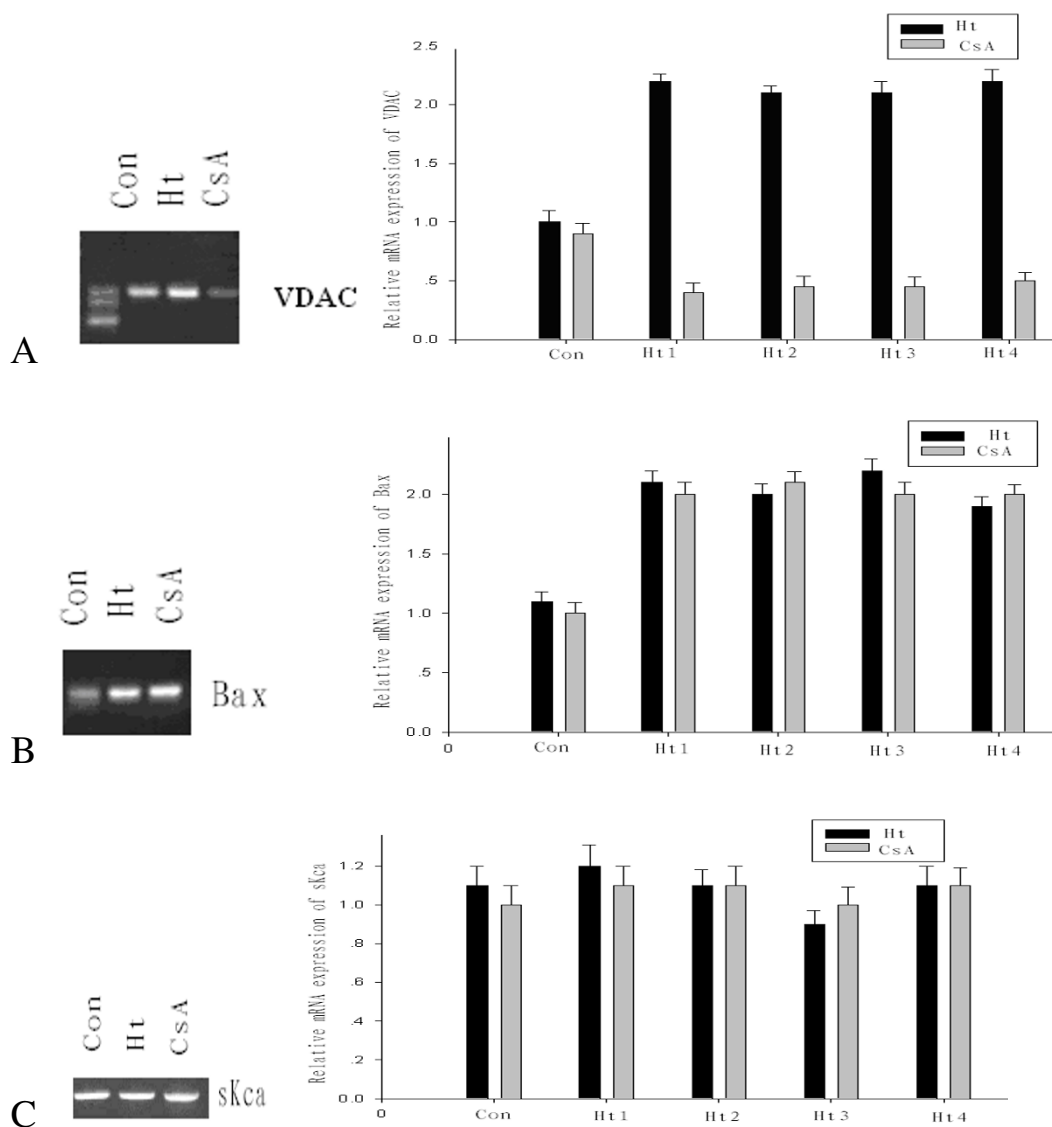 Con Ht CsA
VDAC
A
Relative mRNA expression of VDAC
Ht
CsA
2.5
2.0
1.0
.5
0.0
Con Ht1 Ht2 Ht3 Ht4
Con Ht CsA
Bax
B
Relative mRNA expression of Bax
Ht
CsA
2.0
1.5
1.0
.5
0.0
0 Con Ht1 Ht2 Ht3 Ht4
Con Ht CsA
sKca
C
Relative mRNA expression of sKca
Ht
CsA
1.2
1.0
.8
.6
.4
.2
0.0
0 Con Ht1 Ht2 Ht3 Ht4